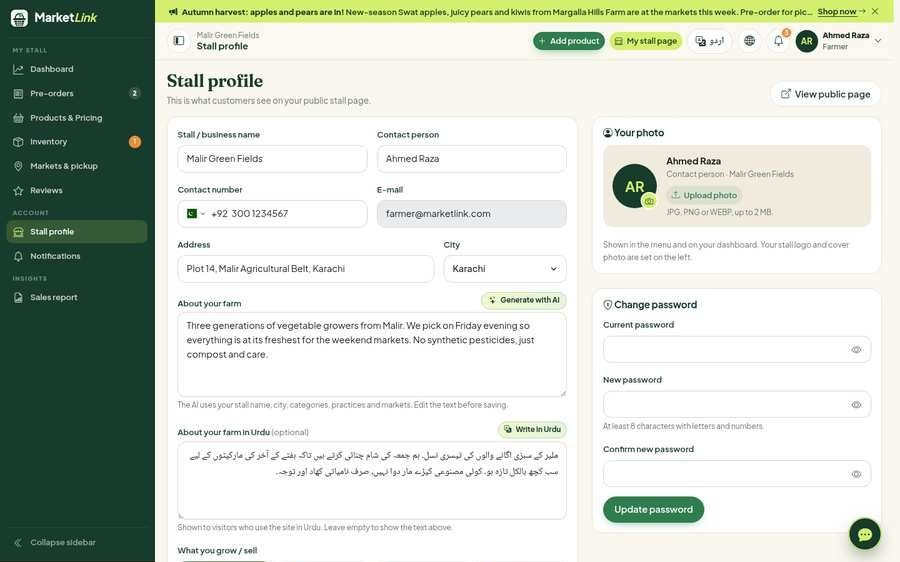 MarketLink
Autumn harvest: apples and pears are in! New-season Swat apples, juicy pears and kiwis from Margalla Hills Farm are at the markets this week. Pre-order for pic... Shop now →
Malir Green Fields
Stall profile
Add product
My stall page
اردو
3
AR
Ahmed Raza
Farmer
MY STALL
Dashboard
Pre-orders 2
Products & Pricing
Inventory 1
Markets & pickup
Reviews
ACCOUNT
Stall profile
Notifications
INSIGHTS
Sales report
Collapse sidebar
Stall profile
This is what customers see on your public stall page.
View public page
Stall / business name
Malir Green Fields
Contact person
Ahmed Raza
Contact number
+92 300 1234567
E-mail
farmer@marketlink.com
Address
Plot 14, Malir Agricultural Belt, Karachi
City
Karachi
About your farm
Generate with AI
Three generations of vegetable growers from Malir. We pick on Friday evening so
everything is at its freshest for the weekend markets. No synthetic pesticides, just
compost and care.
The AI uses your stall name, city, categories, practices and markets. Edit the text before saving.
About your farm in Urdu (optional)
Write in Urdu
ملیر کے سبزی اگانے والوں کی تیسری نسل۔ ہم جمعہ کی شام چنائی کرتے ہیں تاکہ ہفتے کے آخر کی مارکیٹوں کے لیے
سب کچھ بالکل تازہ ہو۔ کوئی مصنوعی کیڑے مار دوا نہیں، صرف نامیاتی کھاد اور توجہ۔
Shown to visitors who use the site in Urdu. Leave empty to show the text above.
What you grow / sell
Your photo
AR
Ahmed Raza
Contact person · Malir Green Fields
Upload photo
JPG, PNG or WEBP, up to 2 MB.
Shown in the menu and on your dashboard. Your stall logo and cover
photo are set on the left.
Change password
Current password
New password
At least 8 characters with letters and numbers.
Confirm new password
Update password